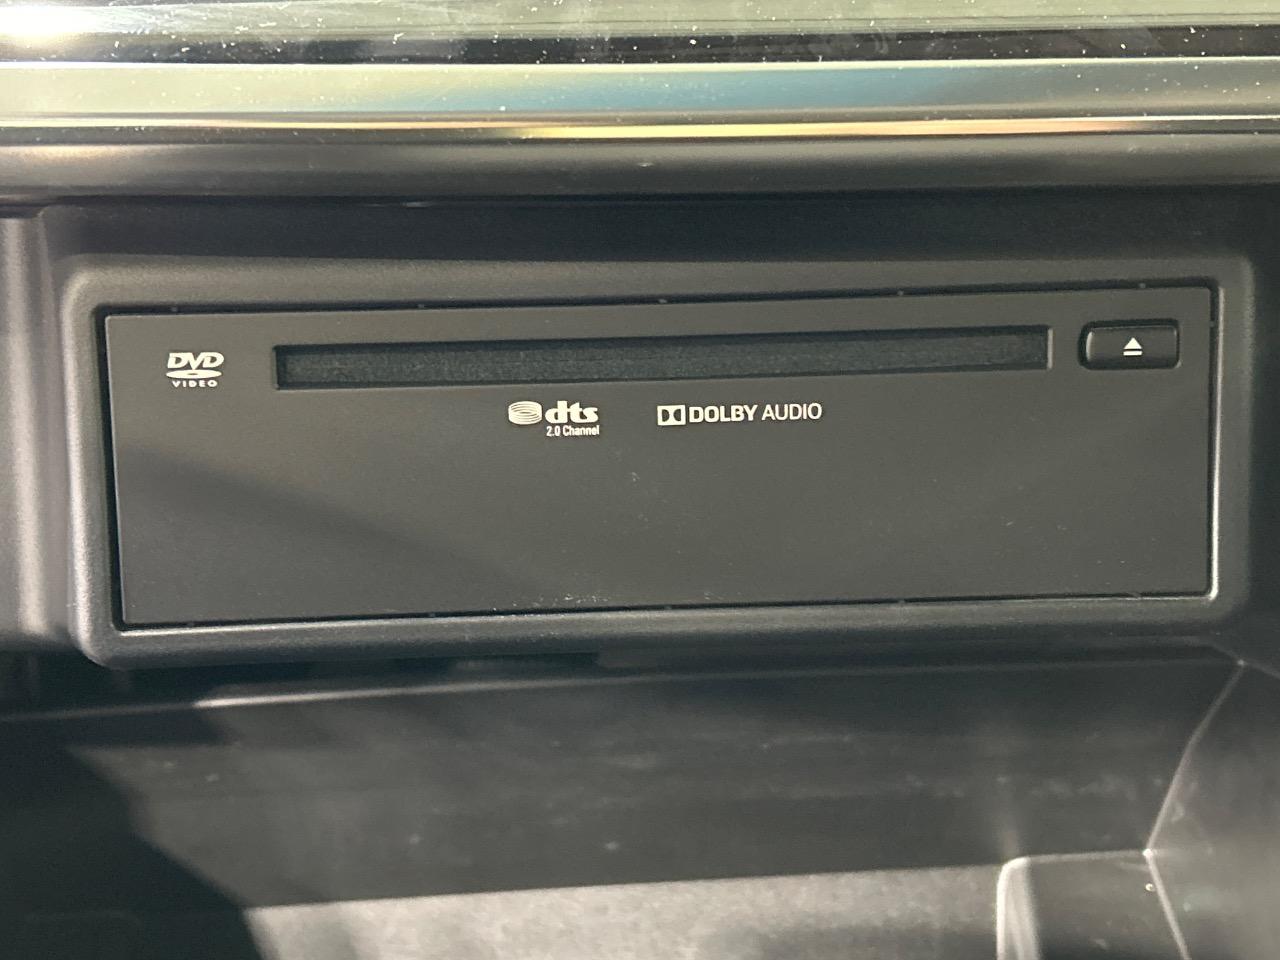 DVD
VIDEO
dts
2.0 Channel
DOLBY AUDIO